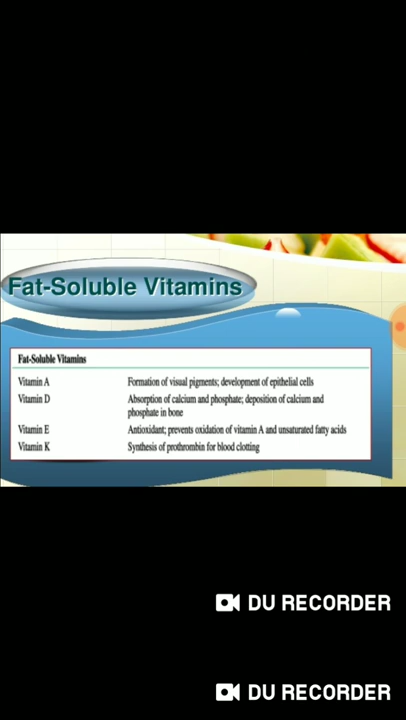 Fat-Soluble Vitamins
Fat-Soluble Vitamins
Vitamin A Formation of visual pigments; development of epithelial cells
Vitamin D Absorption of calcium and phosphate; deposition of calcium and
phosphate in bone
Vitamin E Antioxidant; prevents oxidation of vitamin A and unsaturated fatty acids
Vitamin K Synthesis of prothrombin for blood clotting
DU RECORDER
DU RECORDER